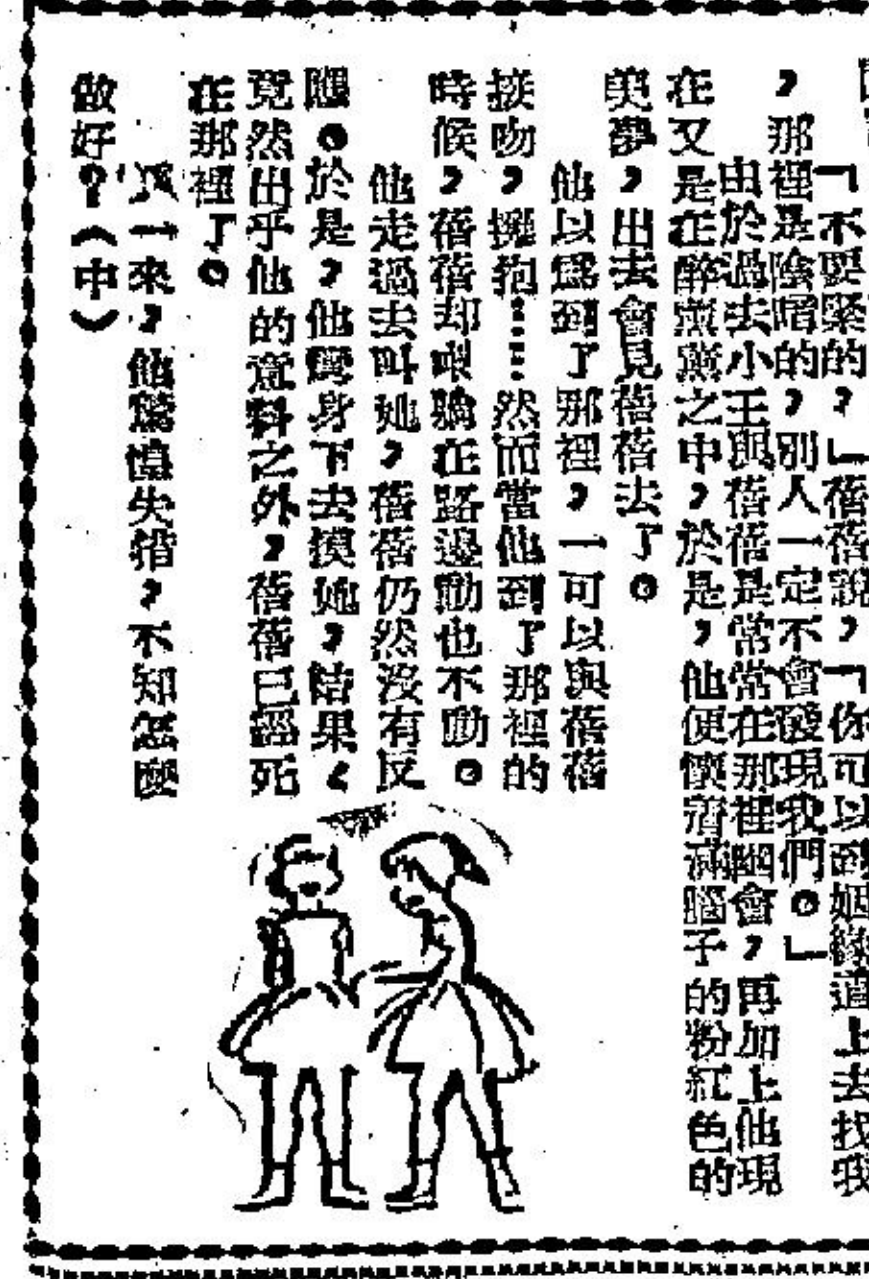 「不要緊的，」蓓蓓說，「你可以到姻緣道上去找我
，那裡是陰暗的，別人一定不會發現我們。」
由於過去小王與蓓蓓是常常在那裡幽會，再加上他現
在又是在醉薰薰之中，於是，他便懷着滿腦子的粉紅色的
美夢，出去會見蓓蓓去了。
他以爲到了那裡，一可以與蓓蓓
接吻，擁抱……然而當他到了那裡的
時候，蓓蓓却 躺在路邊動也不動。
他走過去叫她，蓓蓓仍然沒有反
應。於是，他彎身下去摸她，結果，
竟然出乎他的意料之外，蓓蓓已經死
在那裡了。
一來，他驚惶失措，不知怎麼
做好？（中）